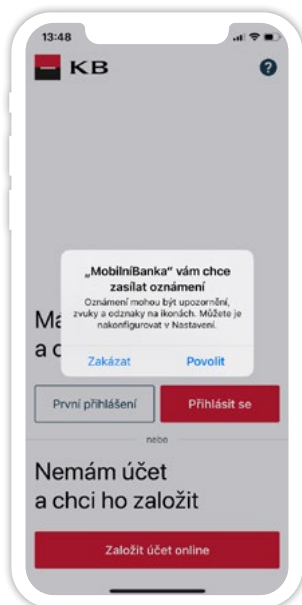 13:48
KB
?
„MobilníBanka“ vám chce
zasílat oznámení
Oznámení mohou být upozornění,
zvuky a odznaky na ikonách. Můžete je
nakonfigurovat v Nastavení.
Zakázat
Povolit
Má
a c
První přihlášení
Přihlásit se
nebo
Nemám účet
a chci ho založit
Založit účet online